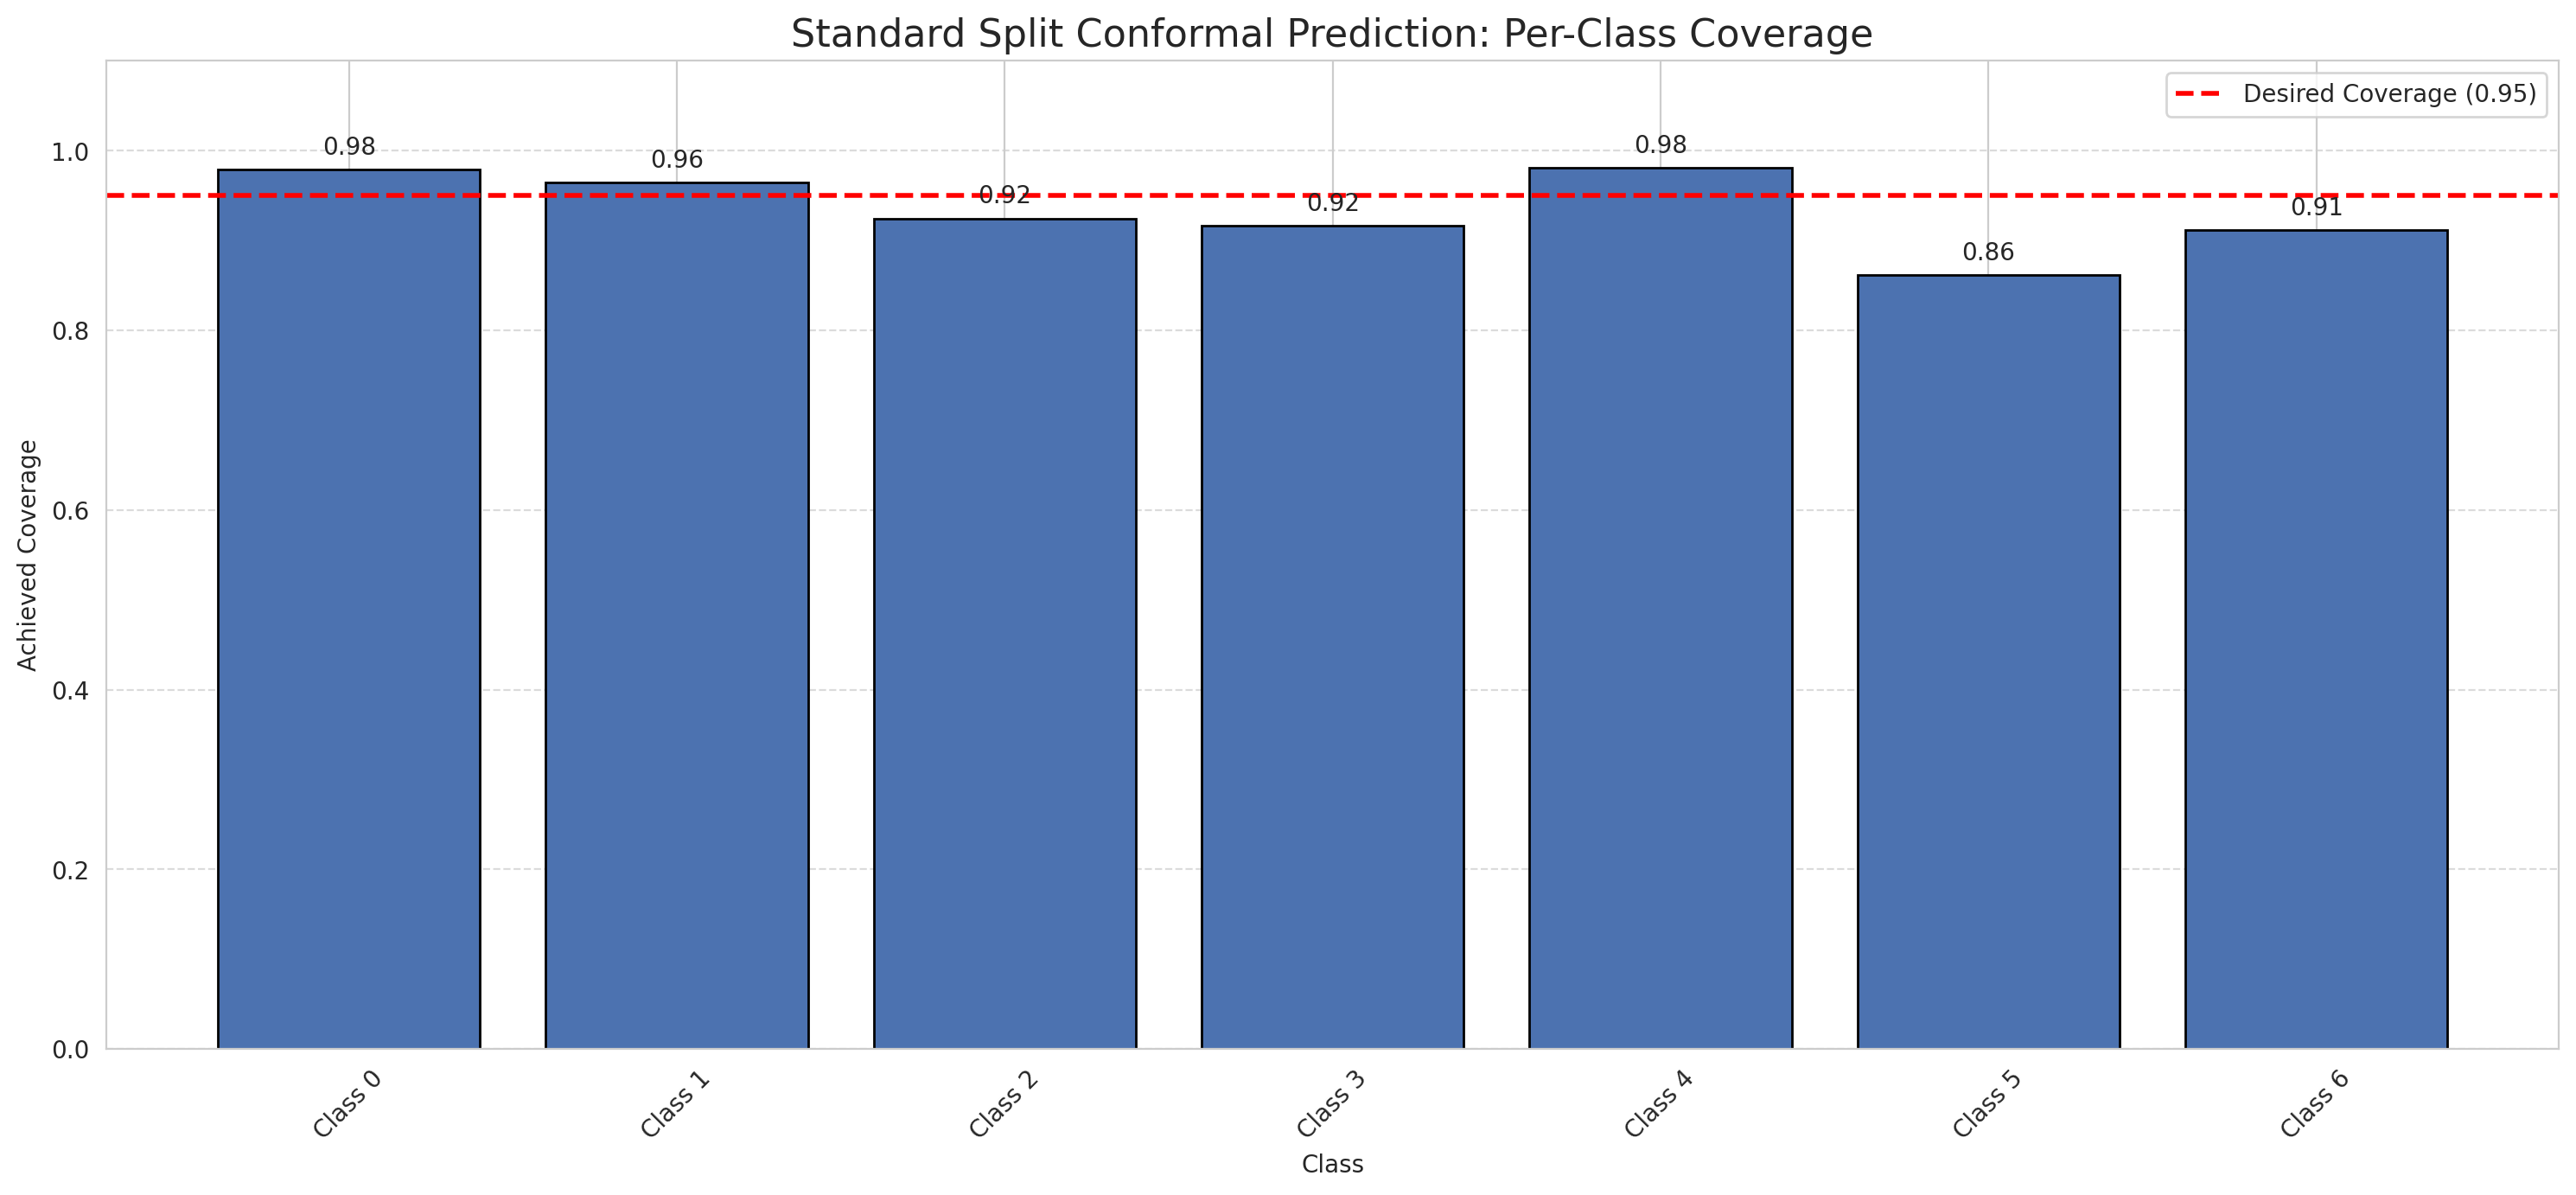 Standard Split Conformal Prediction: Per-Class Coverage
Desired Coverage (0.95)
Achieved Coverage
1.0
0.8
0.6
0.4
0.2
0.0
0.98
0.96
0.92
0.92
0.98
0.86
0.91
Class 0
Class 1
Class 2
Class 3
Class 4
Class 5
Class 6
Class